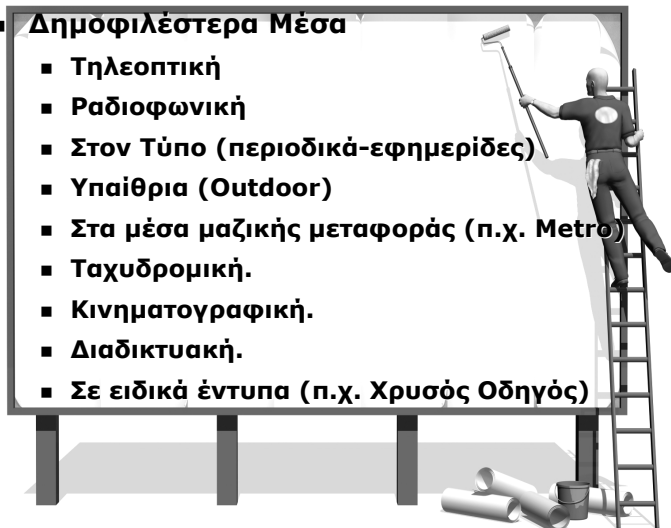 Δημοφιλέστερα Μέσα
Τηλεοπτική
Ραδιοφωνική
Στον Τύπο (περιοδικά-εφημερίδες)
Υπαίθρια (Outdoor)
Στα μέσα μαζικής μεταφοράς (π.χ. Metro)
Ταχυδρομική.
Κινηματογραφική.
Διαδικτυακή.
Σε ειδικά έντυπα (π.χ. Χρυσός Οδηγός)